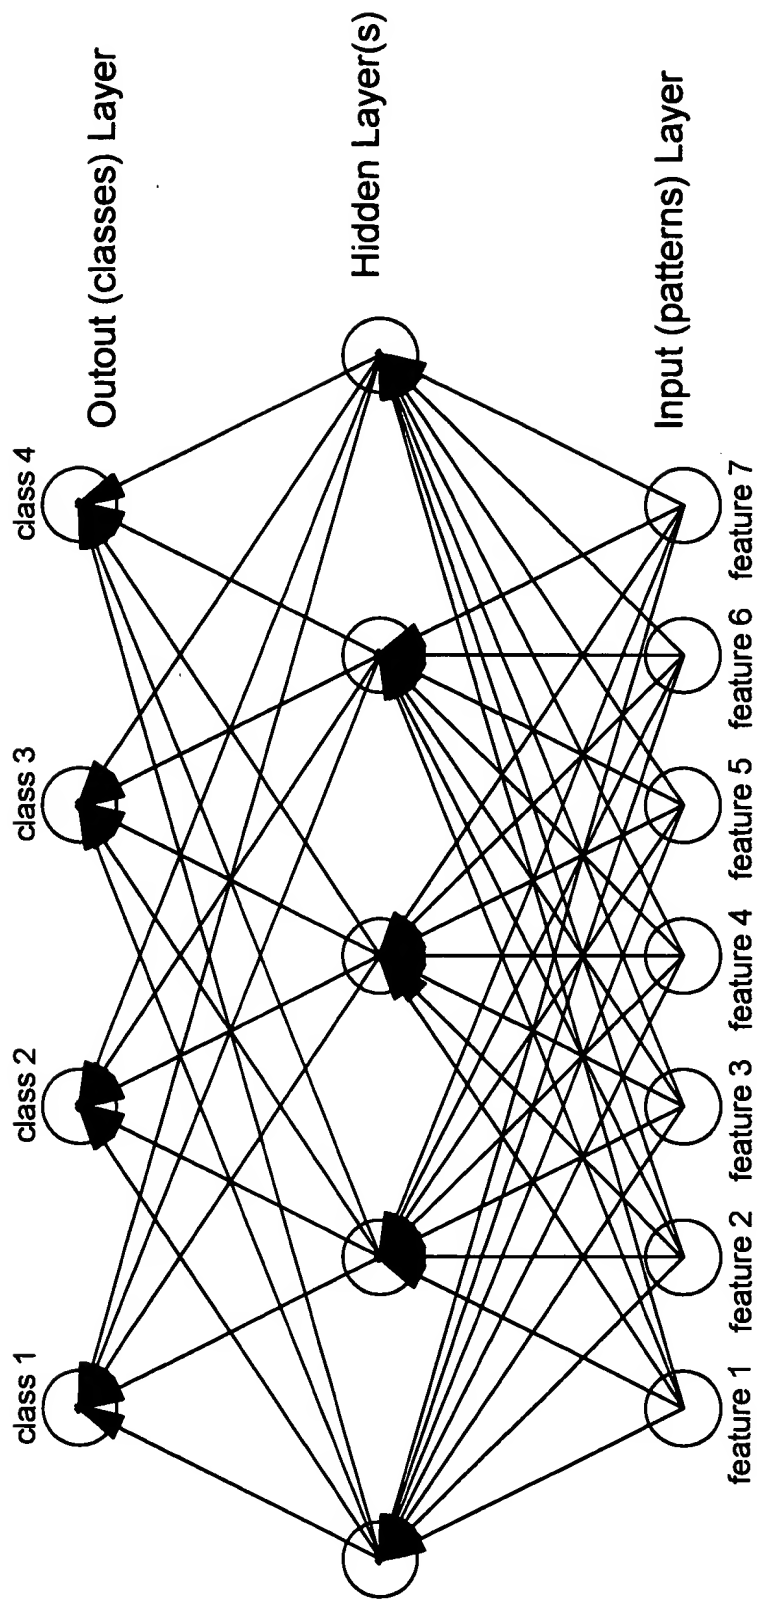 class 1
class 2
class 3
class 4
Outout (classes) Layer
Hidden Layer(s)
Input (patterns) Layer
feature 1
feature 2
feature 3
feature 4
feature 5
feature 6
feature 7